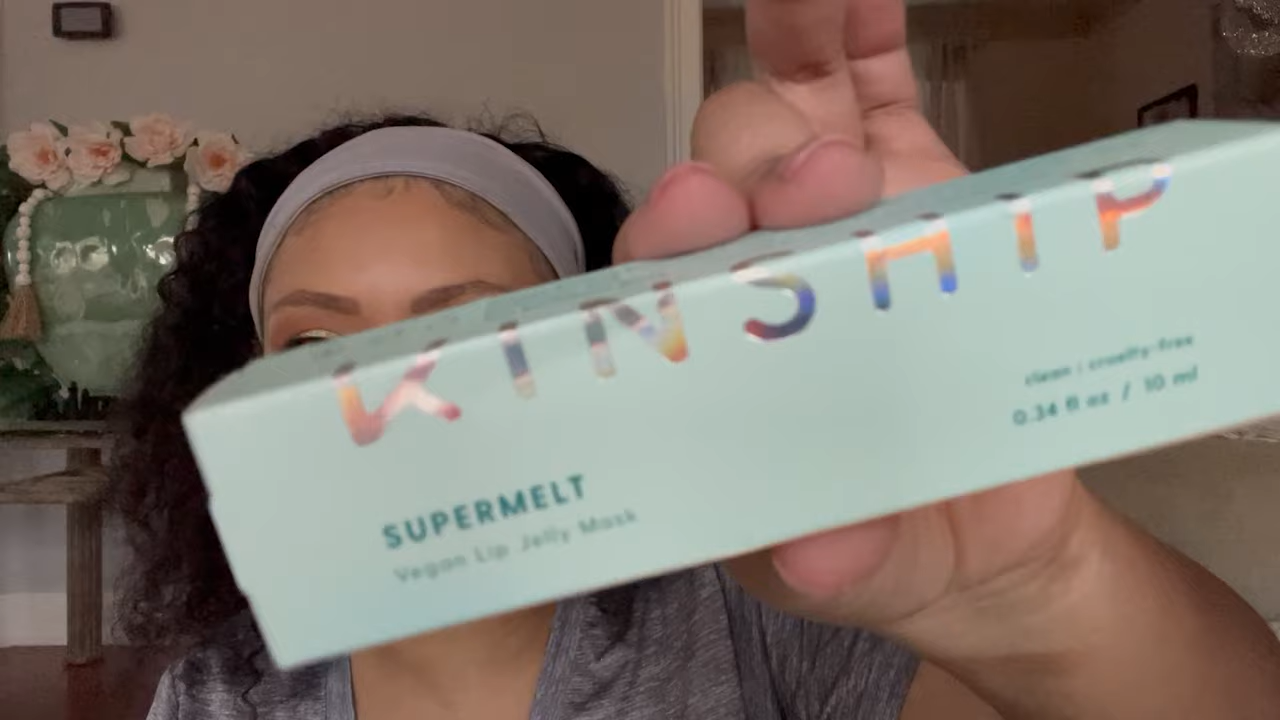 KINSHIP
SUPERMELT
Vegan Lip Jelly Mask
clean : cruelty-free
0.34 fl oz / 10 ml